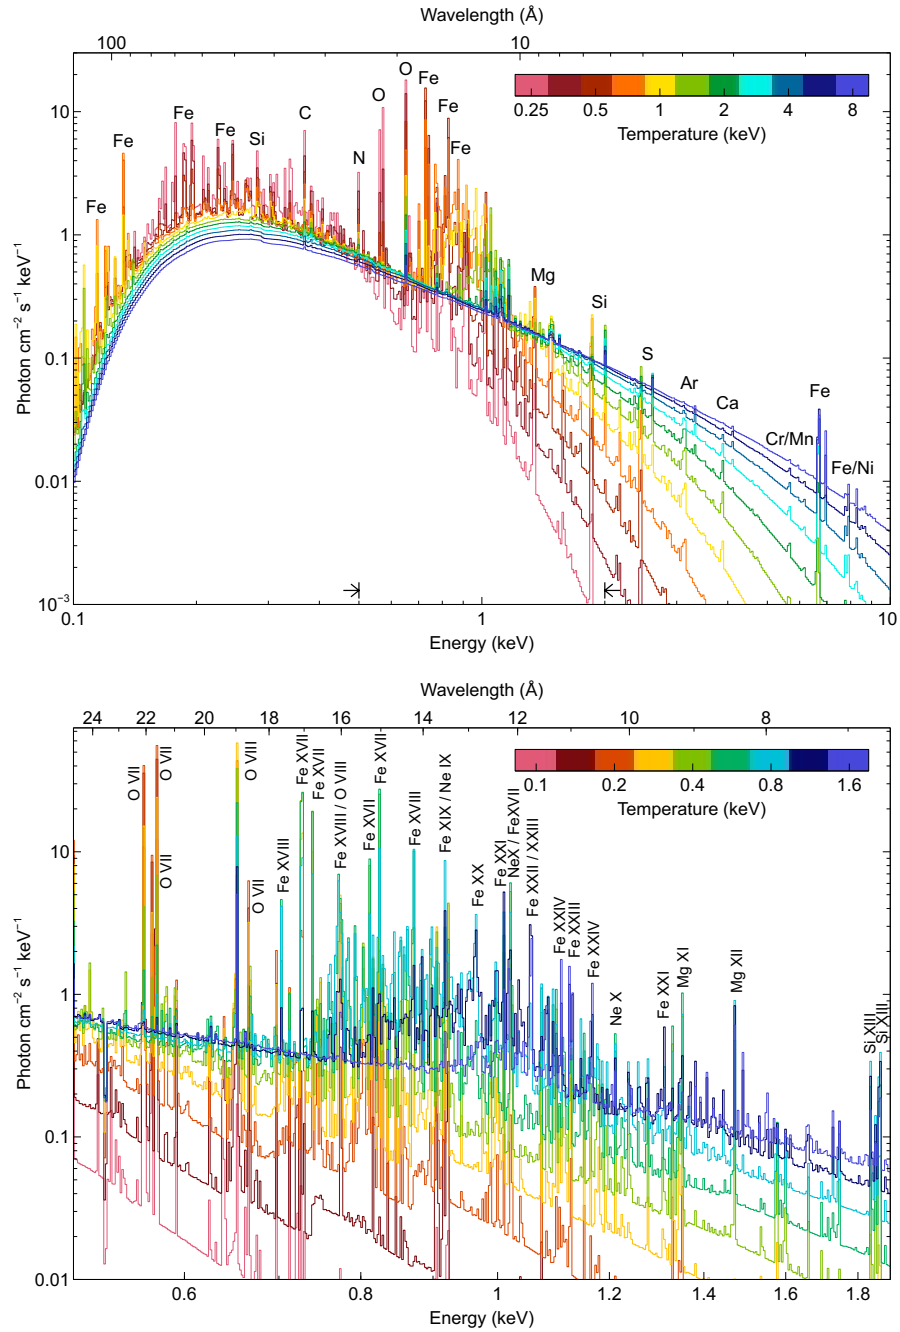 Wavelength (Å)
100 10
Photon cm⁻² s⁻¹ keV⁻¹
10
1
0.1
0.01
10⁻³
Fe
Fe
Fe
Fe
Si
C
N
O
O
Fe
Fe
Fe
Mg
Si
S
Ar
Ca
Cr/Mn
Fe
Fe/Ni
0.25 0.5 1 2 4 8
Temperature (keV)
0.1 1 10
Energy (keV)
Wavelength (Å)
24 22 20 18 16 14 12 10 8
Photon cm⁻² s⁻¹ keV⁻¹
10
1
0.1
0.01
O VII
O VII
O VII
O VIII
O VII
Fe XVIII
Fe XVII
Fe XVII
Fe XVIII / O VIII
Fe XVII
Fe XVII
Fe XVIII
Fe XIX / Ne IX
Fe XX
Fe XXI
NeX / FeXVII
Fe XXII / XXIII
Fe XXIV
Fe XXIII
Fe XXIV
Ne X
Fe XXI
Mg XI
Mg XII
Si XIII
Si XIII
0.1 0.2 0.4 0.8 1.6
Temperature (keV)
0.6 0.8 1 1.2 1.4 1.6 1.8
Energy (keV)